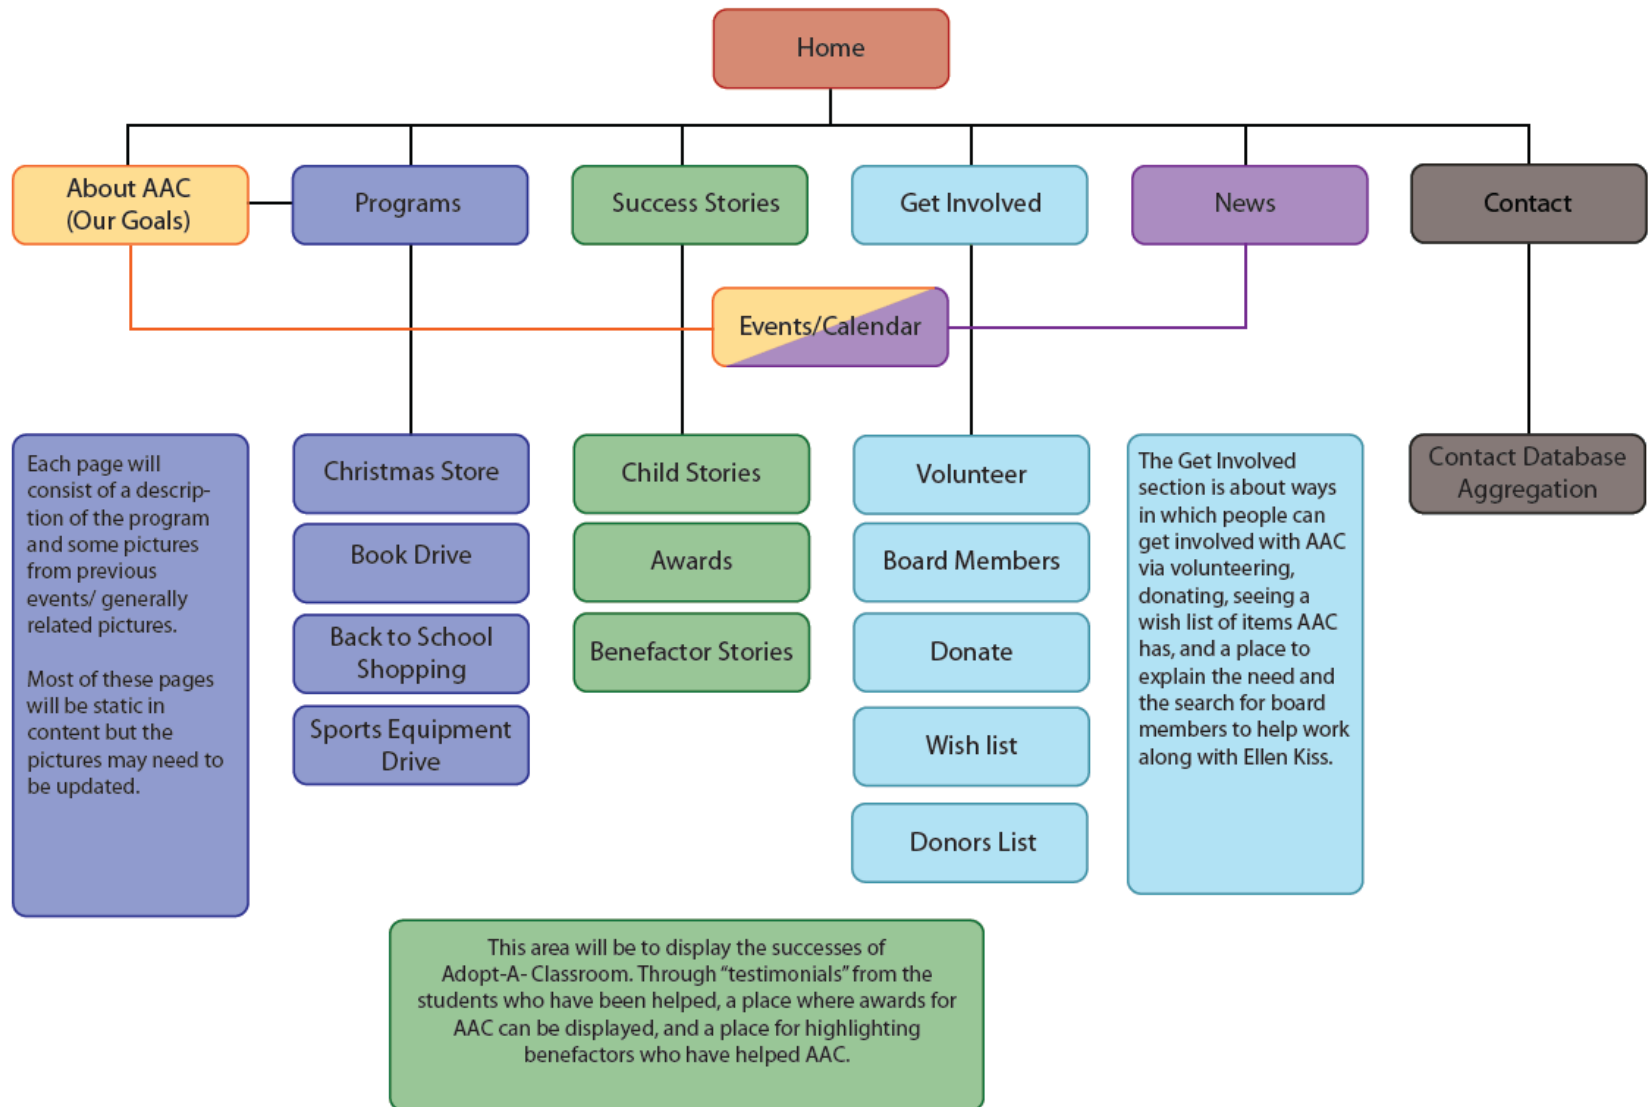 Home
About AAC
(Our Goals)
Programs
Success Stories
Get Involved
News
Contact
Events/Calendar
Each page will
consist of a descrip-
tion of the program
and some pictures
from previous
events/ generally
related pictures.
Most of these pages
will be static in
content but the
pictures may need to
be updated.
Christmas Store
Book Drive
Back to School
Shopping
Sports Equipment
Drive
Child Stories
Awards
Benefactor Stories
Volunteer
Board Members
Donate
Wish list
Donors List
The Get Involved
section is about ways
in which people can
get involved with AAC
via volunteering,
donating, seeing a
wish list of items AAC
has, and a place to
explain the need and
the search for board
members to help work
along with Ellen Kiss.
Contact Database
Aggregation
This area will be to display the successes of
Adopt-A- Classroom. Through “testimonials” from the
students who have been helped, a place where awards for
AAC can be displayed, and a place for highlighting
benefactors who have helped AAC.